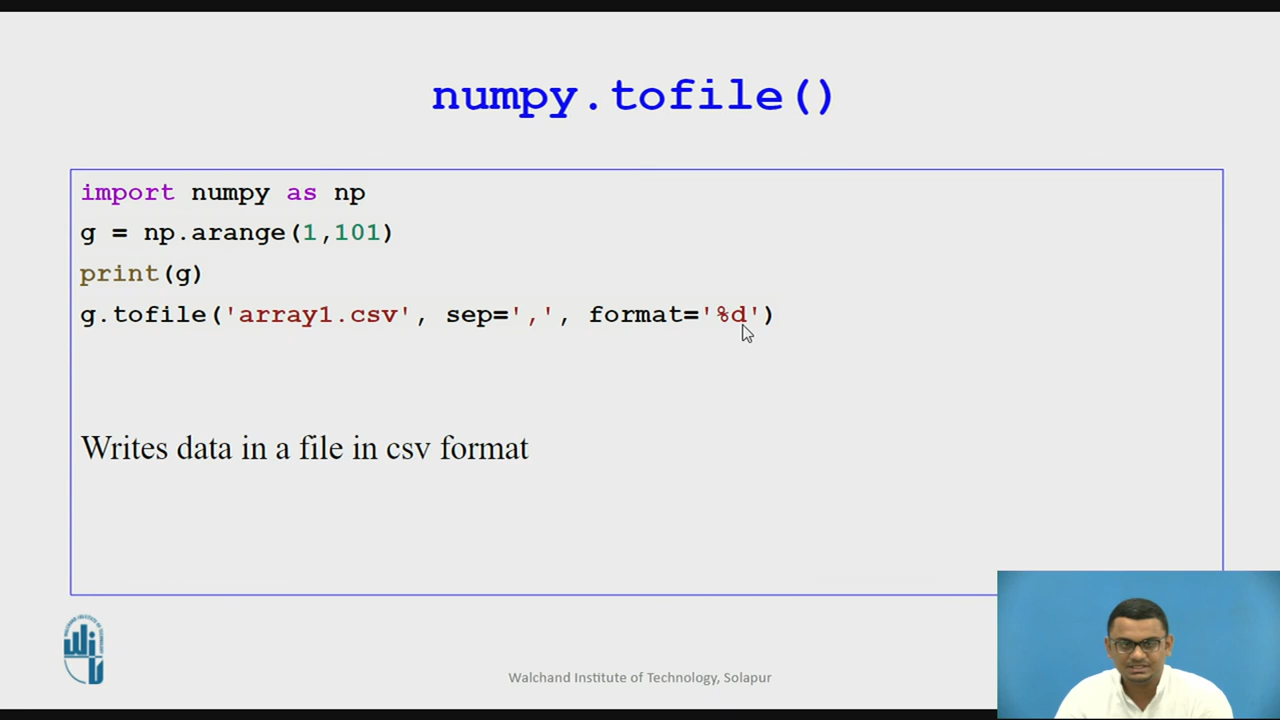 numpy.tofile()
import numpy as np
g = np.arange(1,101)
print(g)
g.tofile('array1.csv', sep=',', format='%d')
Writes data in a file in csv format
WIT
Walchand Institute of Technology, Solapur